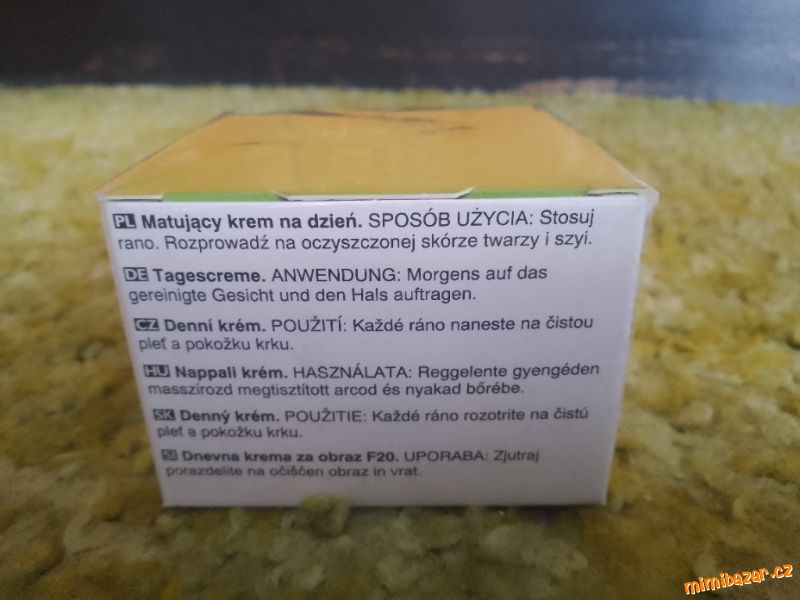 PL Matujący krem na dzień. SPOSÓB UŻYCIA: Stosuj
rano. Rozprowadź na oczyszczonej skórze twarzy i szyi.
DE Tagescreme. ANWENDUNG: Morgens auf das
gereinigte Gesicht und den Hals auftragen.
CZ Denní krém. POUŽITÍ: Každé ráno naneste na čistou
pleť a pokožku krku.
HU Nappali krém. HASZNÁLATA: Reggelente gyengéden
masszírozd megtisztított arcod és nyakad bőrébe.
SK Denný krém. POUŽITIE: Každé ráno rozotrite na čistú
pleť a pokožku krku.
SI Dnevna krema za obraz F20. UPORABA: Zjutraj
porazdelite na očiščen obraz in vrat.
mimibazar.cz